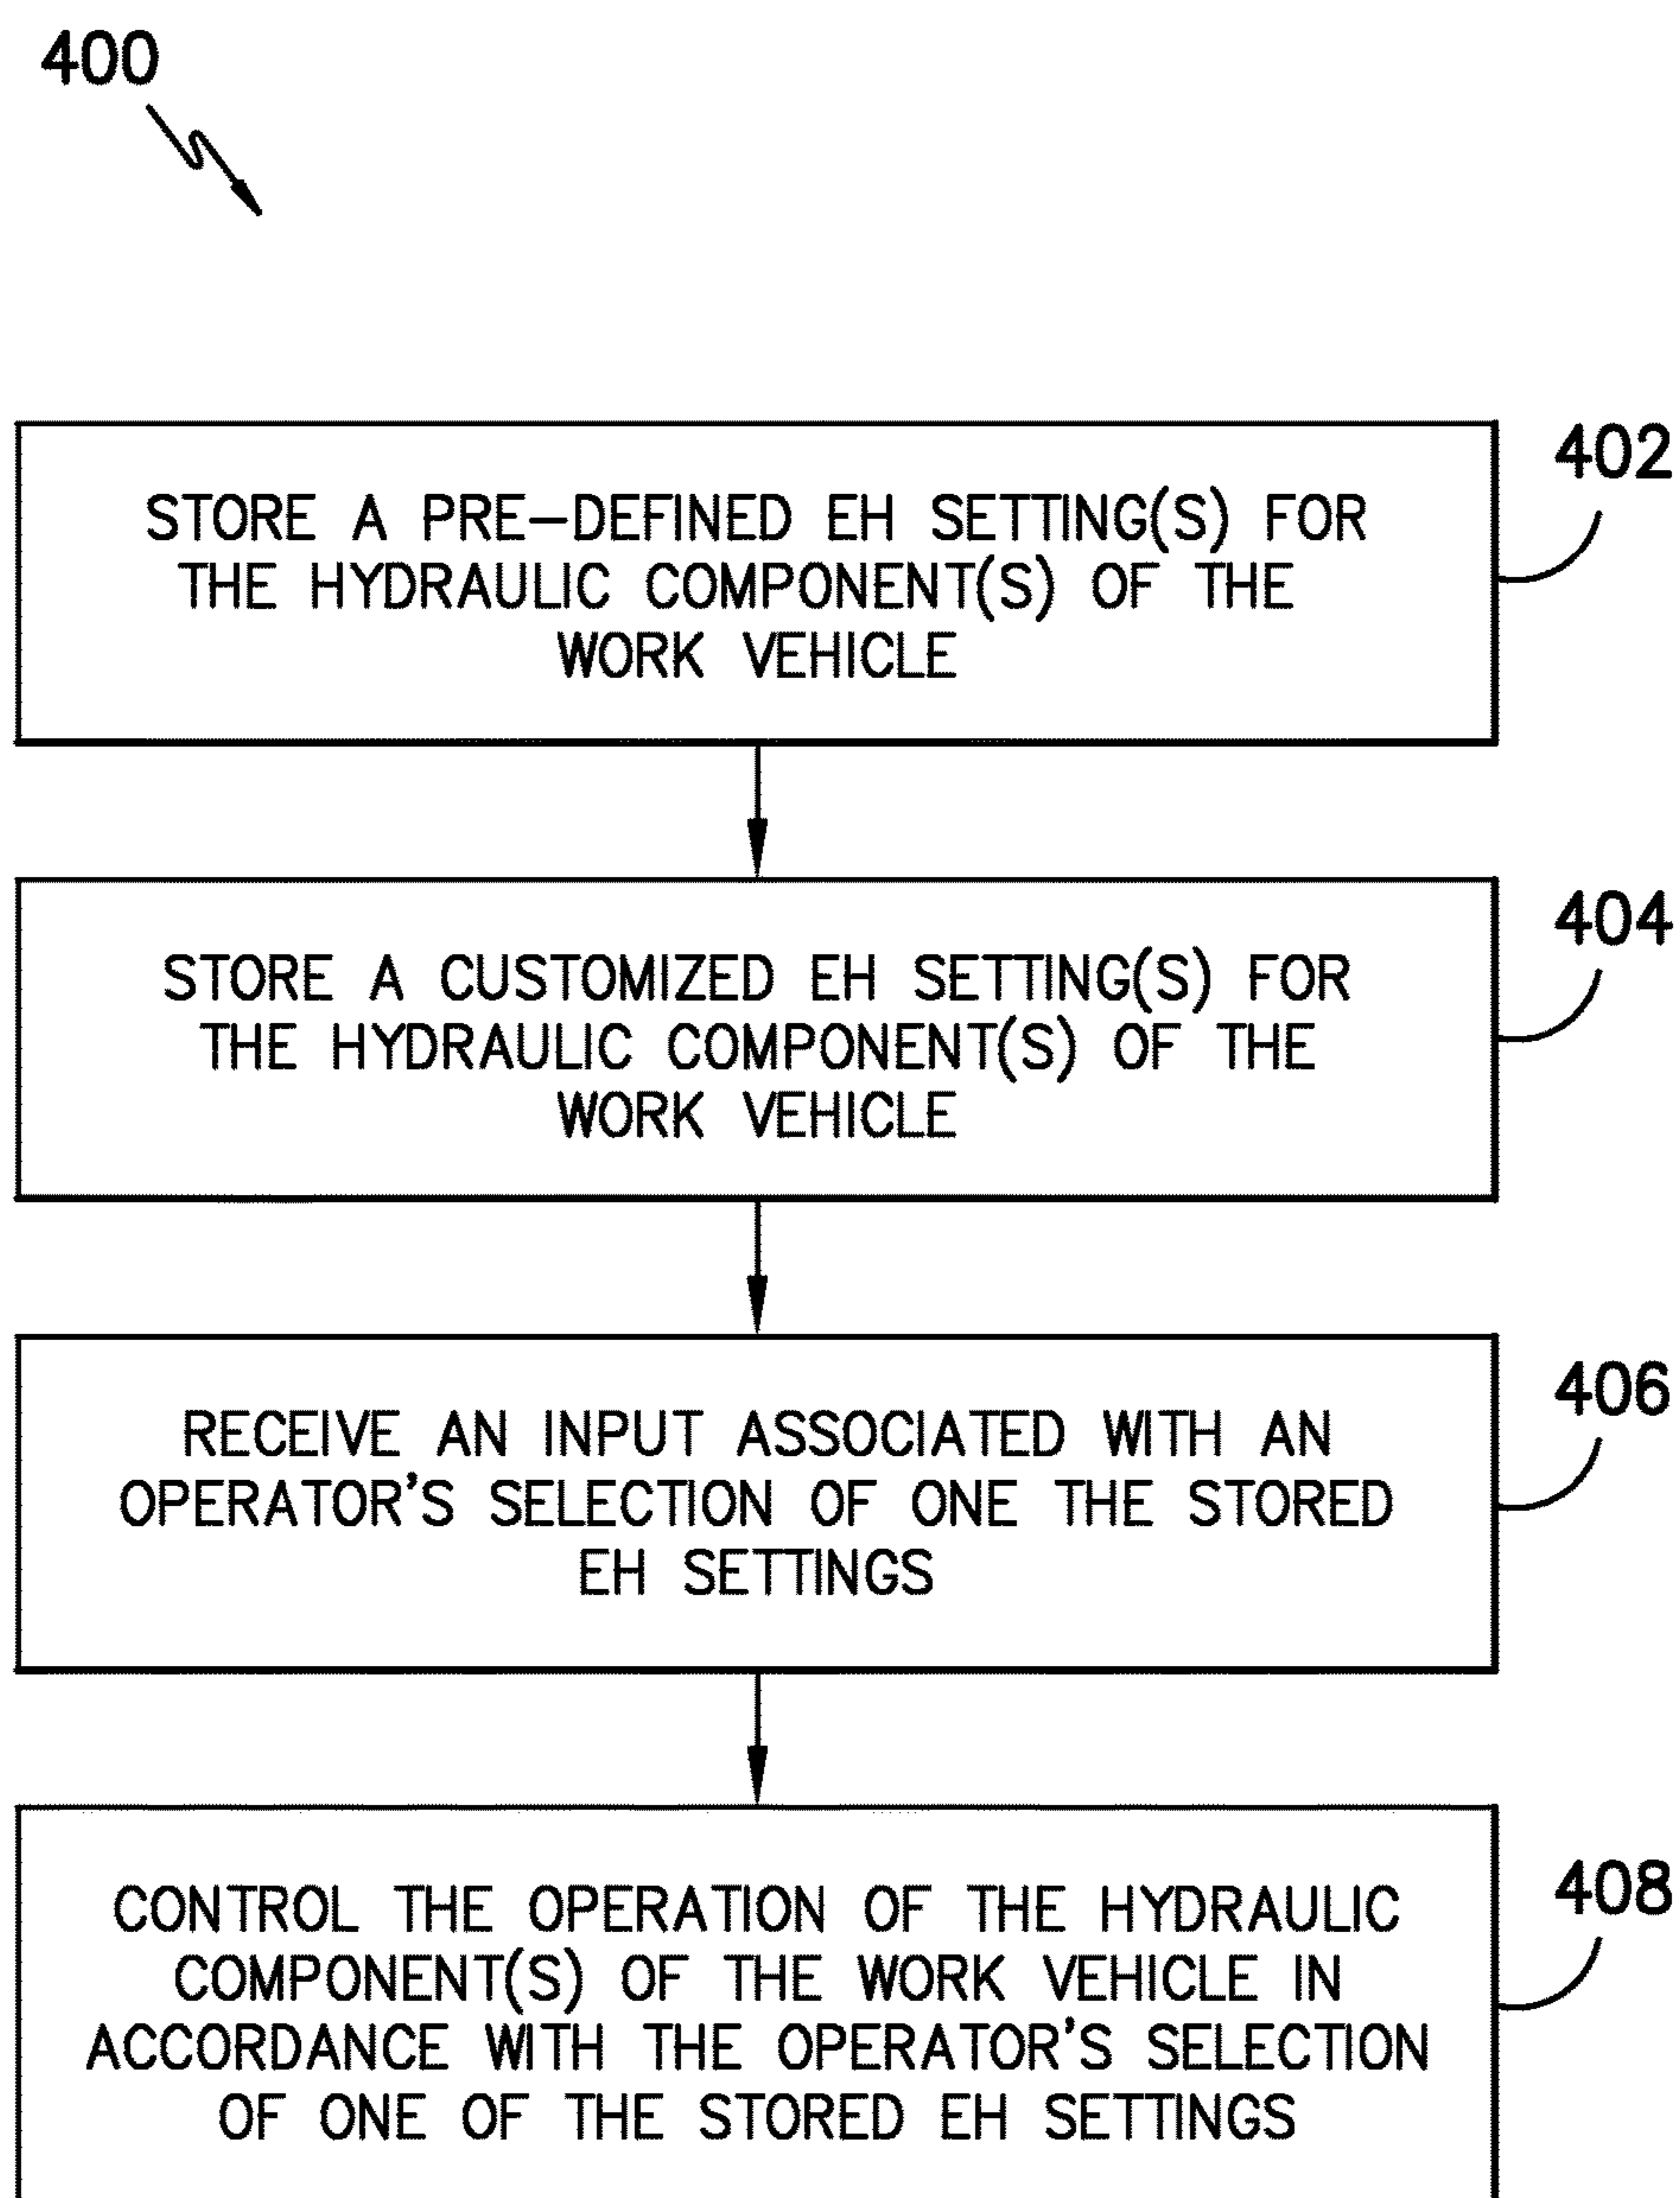 400
402
STORE A PRE-DEFINED EH SETTING(S) FOR
THE HYDRAULIC COMPONENT(S) OF THE
WORK VEHICLE
404
STORE A CUSTOMIZED EH SETTING(S) FOR
THE HYDRAULIC COMPONENT(S) OF THE
WORK VEHICLE
406
RECEIVE AN INPUT ASSOCIATED WITH AN
OPERATOR'S SELECTION OF ONE THE STORED
EH SETTINGS
408
CONTROL THE OPERATION OF THE HYDRAULIC
COMPONENT(S) OF THE WORK VEHICLE IN
ACCORDANCE WITH THE OPERATOR'S SELECTION
OF ONE OF THE STORED EH SETTINGS